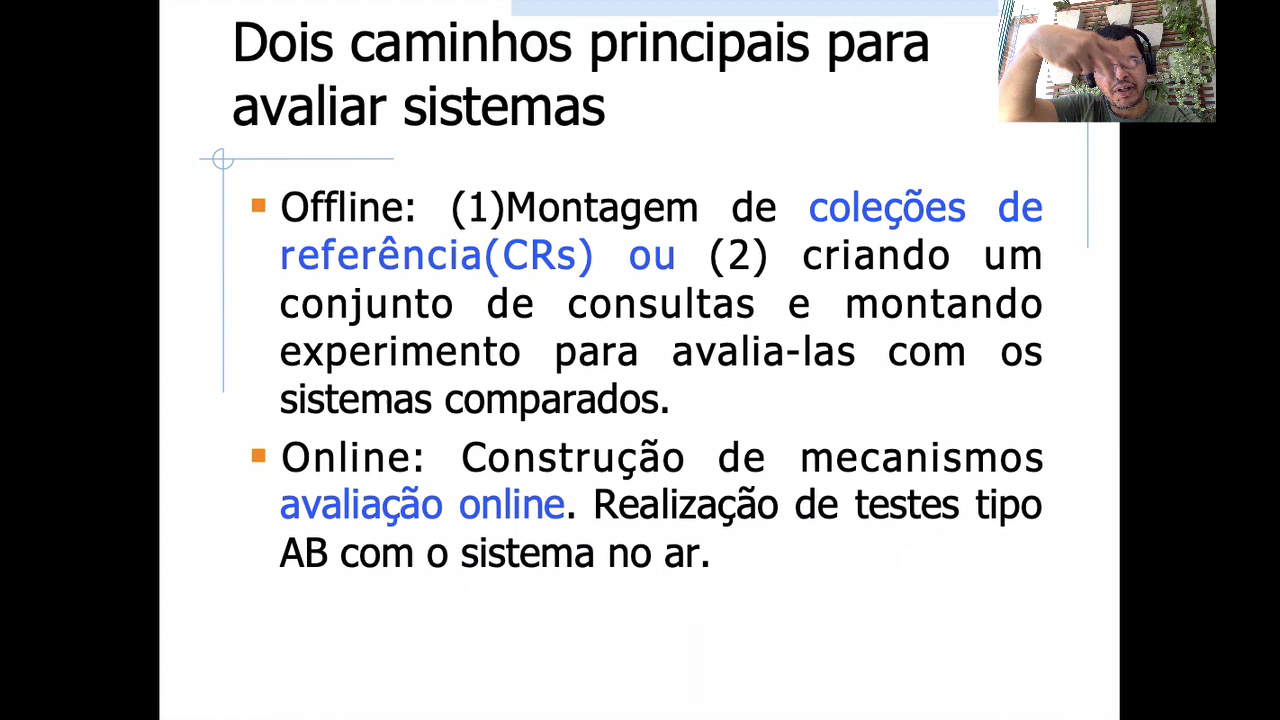 Dois caminhos principais para
avaliar sistemas
Offline: (1)Montagem de coleções de
referência(CRs) ou (2) criando um
conjunto de consultas e montando
experimento para avalia-las com os
sistemas comparados.
Online: Construção de mecanismos
avaliação online. Realização de testes tipo
AB com o sistema no ar.